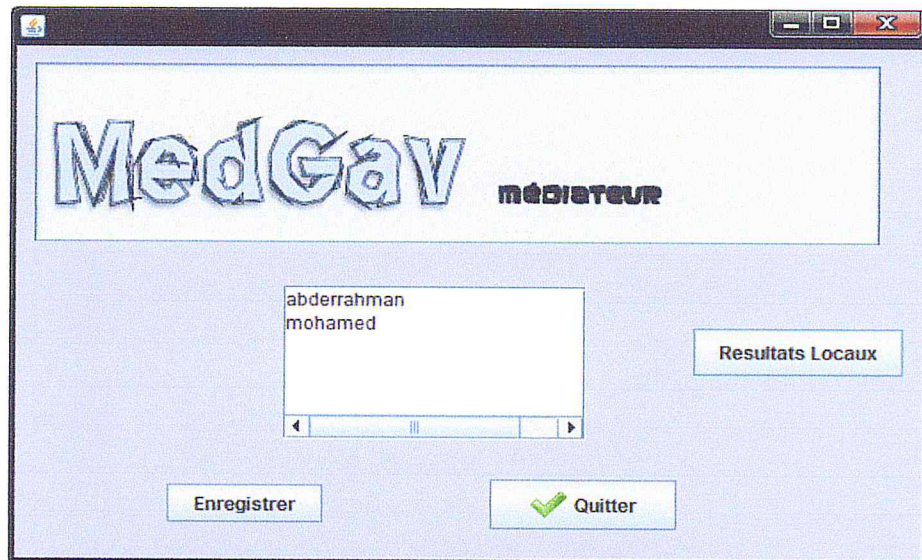 MedGav MÉDIATEUR
abderrahman
mohamed
Resultats Locaux
Enregistrer
Quitter